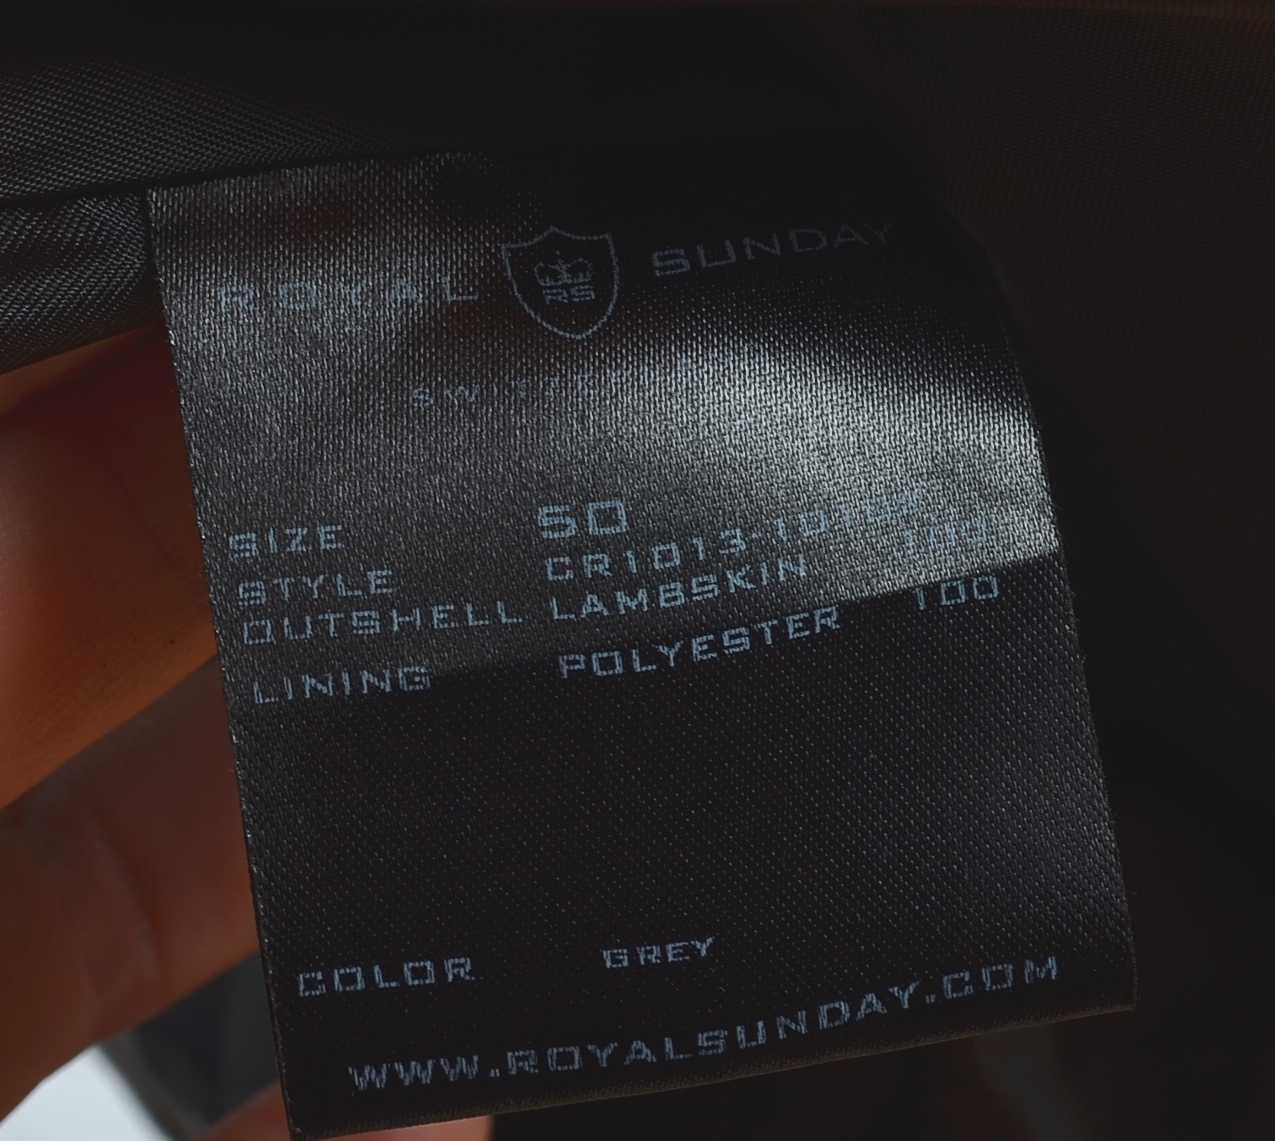 ROYAL RS SUNDAY
SIZE 50
STYLE
OUTSHELL LAMBSKIN 100
LINING POLYESTER 100
COLOR GREY
WWW.ROYALSUNDAY.COM